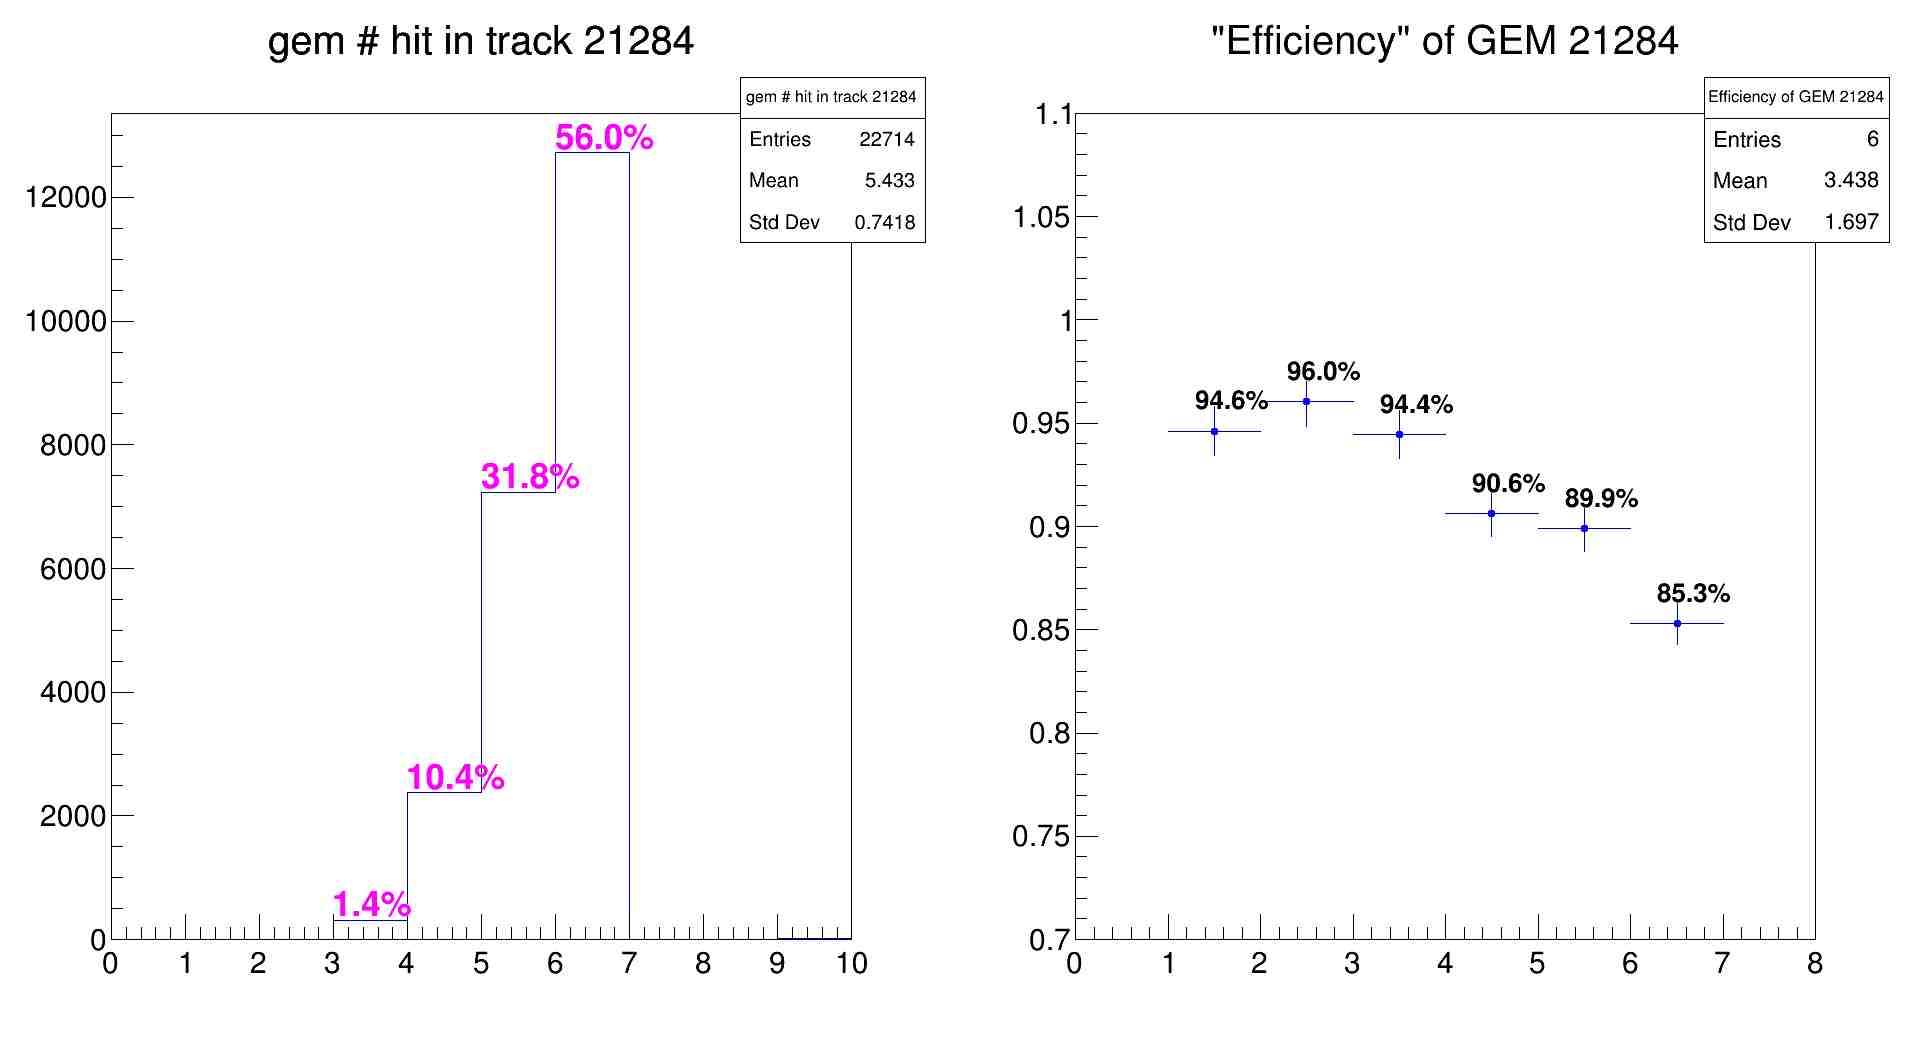 gem # hit in track 21284
gem # hit in track 21284
Entries 22714
Mean 5.433
Std Dev 0.7418
56.0%
31.8%
10.4%
1.4%
12000
10000
8000
6000
4000
2000
0
0 1 2 3 4 5 6 7 8 9 10
"Efficiency" of GEM 21284
Efficiency of GEM 21284
Entries 6
Mean 3.438
Std Dev 1.697
1.1
1.05
1
0.95
0.9
0.85
0.8
0.75
0.7
94.6%
96.0%
94.4%
90.6%
89.9%
85.3%
0 1 2 3 4 5 6 7 8